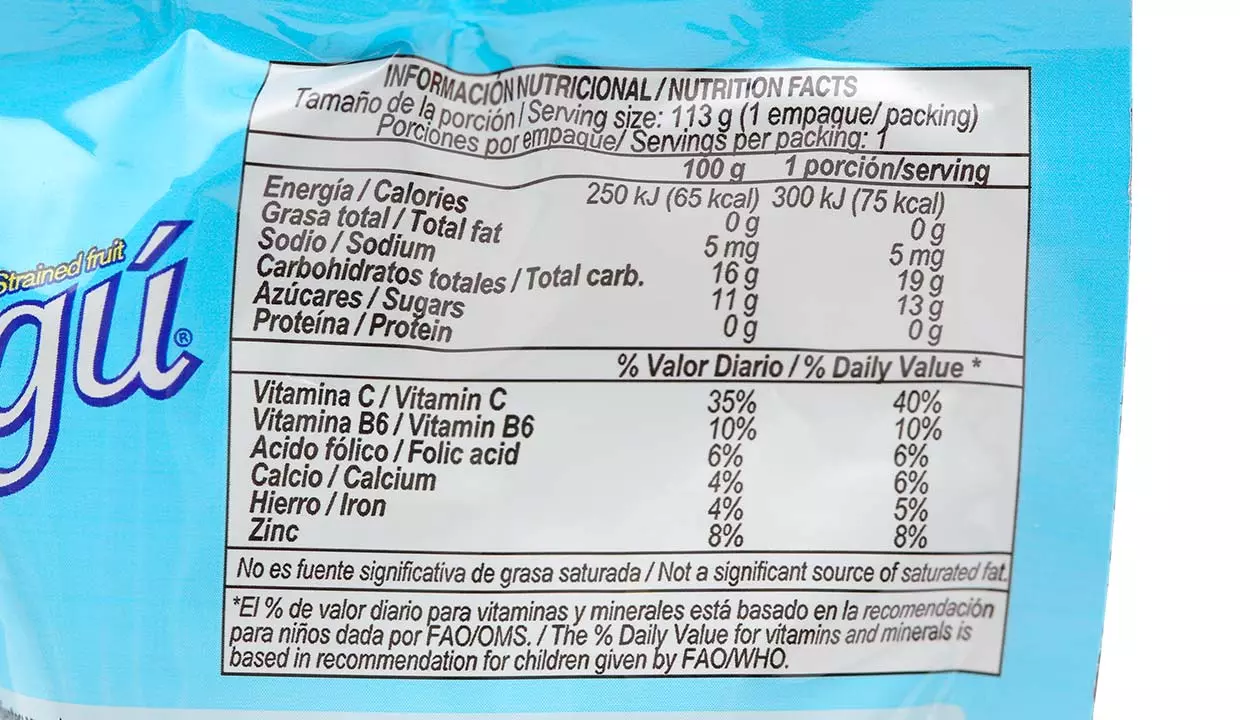 INFORMACIÓN NUTRICIONAL / NUTRITION FACTS
Tamaño de la porción / Serving size: 113 g (1 empaque/ packing)
Porciones por empaque/ Servings per packing: 1
100 g 1 porción/serving
Energía / Calories 250 kJ (65 kcal) 300 kJ (75 kcal)
Grasa total / Total fat 0 g 0 g
Sodio / Sodium 5 mg 5 mg
Carbohidratos totales / Total carb. 16 g 19 g
Azúcares / Sugars 11 g 13 g
Proteína / Protein 0 g 0 g
% Valor Diario / % Daily Value *
Vitamina C / Vitamin C 35% 40%
Vitamina B6 / Vitamin B6 10% 10%
Acido fólico / Folic acid 6% 6%
Calcio / Calcium 4% 6%
Hierro / Iron 4% 5%
Zinc 8% 8%
No es fuente significativa de grasa saturada / Not a significant source of saturated fat.
*El % de valor diario para vitaminas y minerales está basado en la recomendación
para niños dada por FAO/OMS. / The % Daily Value for vitamins and minerals is
based in recommendation for children given by FAO/WHO.
Strained fruit
gú®